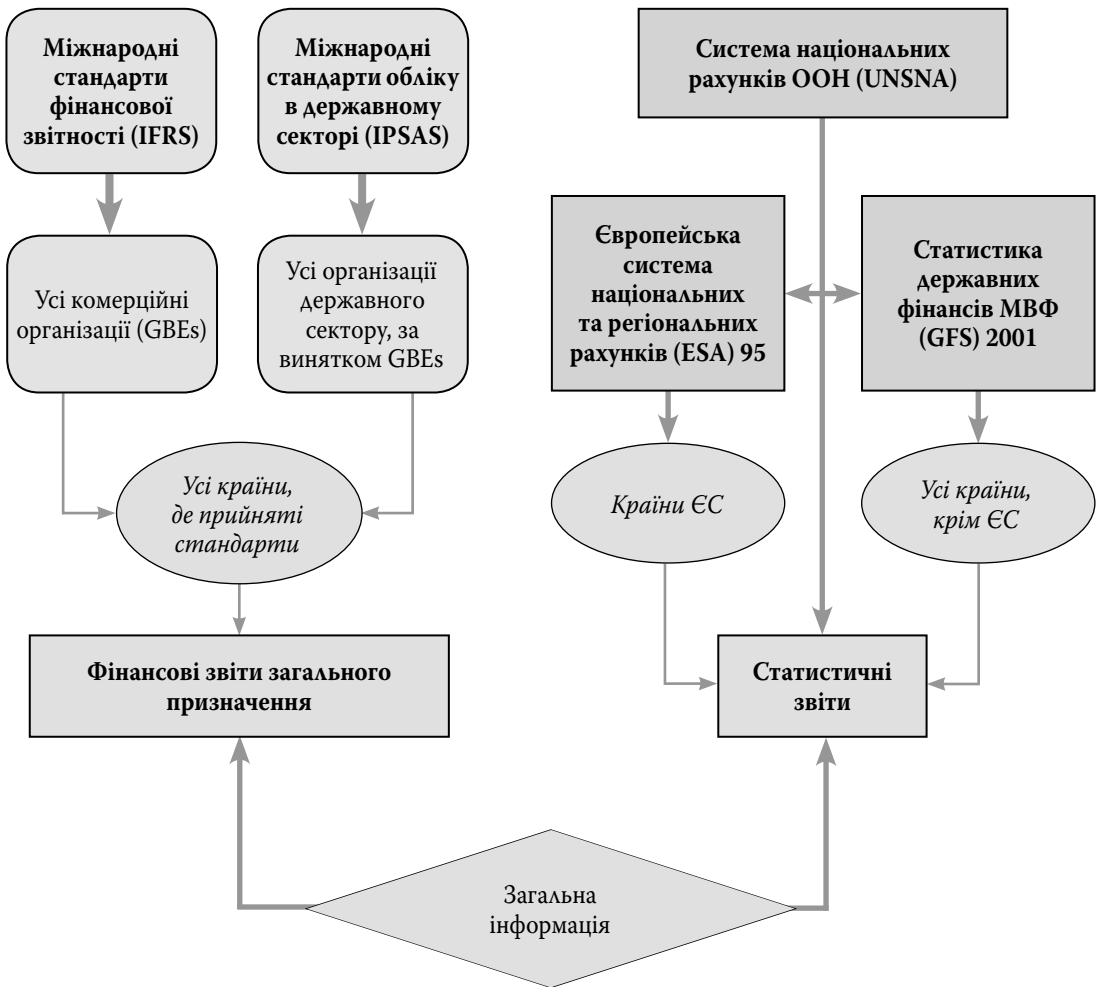 Міжнародні
стандарти
фінансової
звітності (IFRS)
Міжнародні
стандарти обліку
в державному
секторі (IPSAS)
Система національних
рахунків ООН (UNSNA)
Усі комерційні
організації (GBEs)
Усі організації
державного
сектору, за
винятком GBEs
Європейська
система
національних
та регіональних
рахунків (ESA) 95
Статистика
державних
фінансів МВФ
(GFS) 2001
Усі країни,
де прийняті
стандарти
Країни ЄС
Усі країни,
крім ЄС
Фінансові звіти загального
призначення
Статистичні
звіти
Загальна
інформація